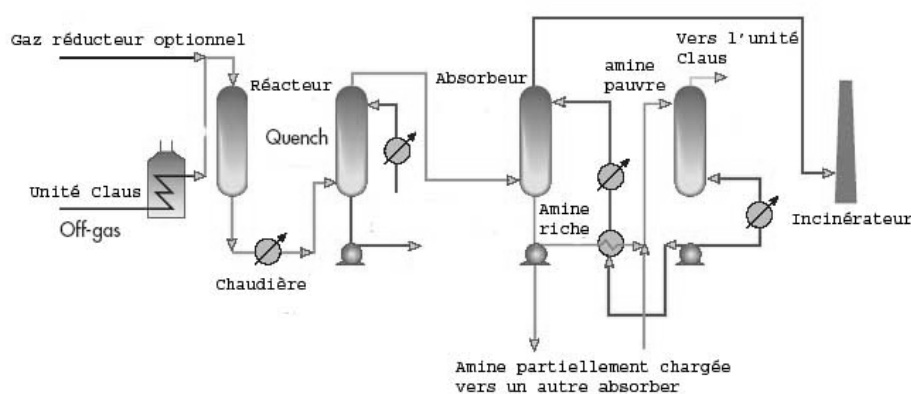 Gaz réducteur optionnel
Vers l'unité
Claus
Réacteur
Absorbeur
amine
pauvre
Quench
Unité Claus
Off-gas
Amine
riche
Incinérateur
Chaudière
Amine partiellement chargée
vers un autre absorber